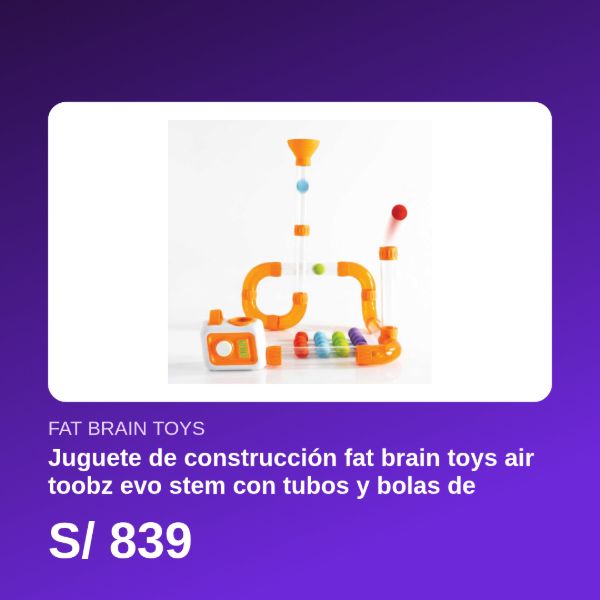 FAT BRAIN TOYS
Juguete de construcción fat brain toys air
toobz evo stem con tubos y bolas de
S/ 839